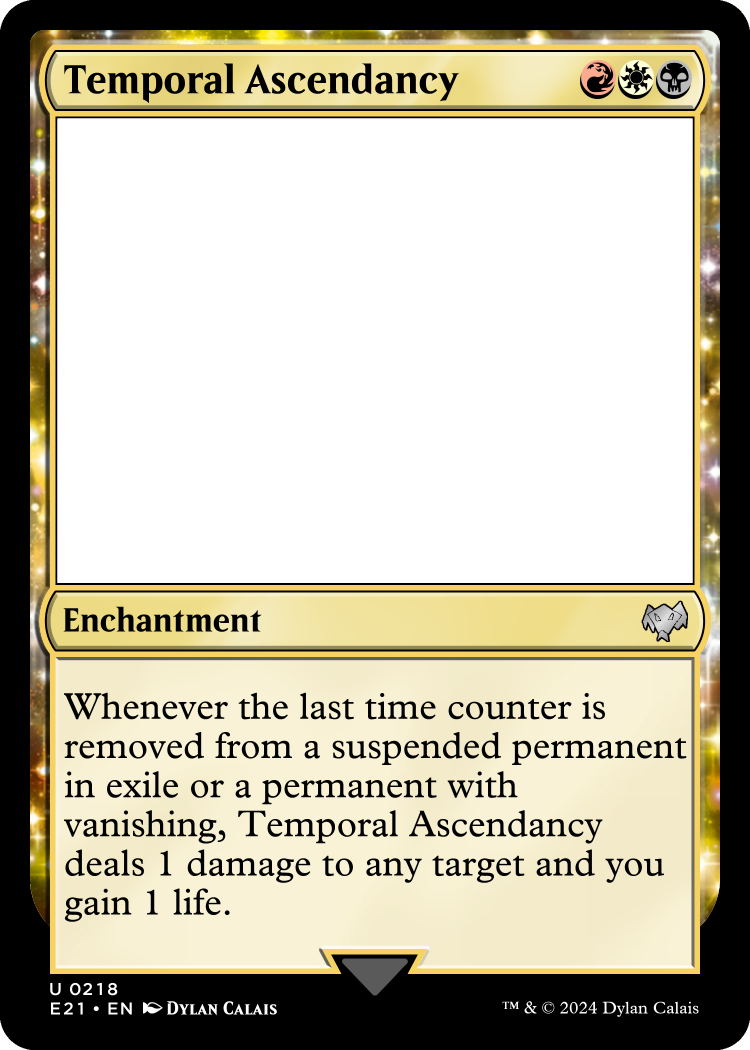 Temporal Ascendancy
Enchantment
Whenever the last time counter is
removed from a suspended permanent
in exile or a permanent with
vanishing, Temporal Ascendancy
deals 1 damage to any target and you
gain 1 life.
U 0218
E21 • EN DYLAN CALAIS
™ & © 2024 Dylan Calais